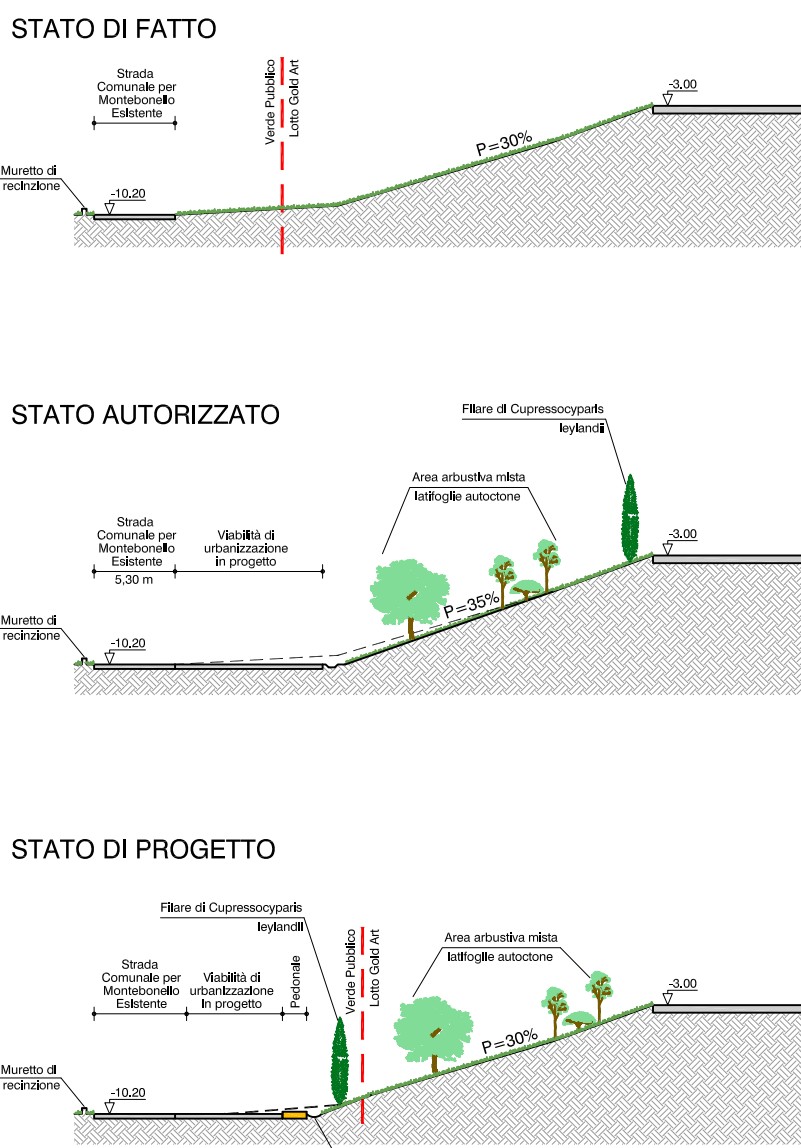 STATO DI FATTO
Strada
Comunale per
Montebonello
Esistente
Verde Pubblico
Lotto Gold Art
-3.00
P=30%
Muretto di
recinzione
-10.20
STATO AUTORIZZATO
Filare di Cupressocyparis
leylandii
Area arbustiva mista
latifoglie autoctone
Strada
Comunale per
Montebonello
Esistente
5,30 m
Viabilità di
urbanizzazione
in progetto
-3.00
P=35%
Muretto di
recinzione
-10.20
STATO DI PROGETTO
Filare di Cupressocyparis
leylandii
Verde Pubblico
Lotto Gold Art
Area arbustiva mista
latifoglie autoctone
Strada
Comunale per
Montebonello
Esistente
Viabilità di
urbanizzazione
in progetto
Pedonale
-3.00
P=30%
Muretto di
recinzione
-10.20